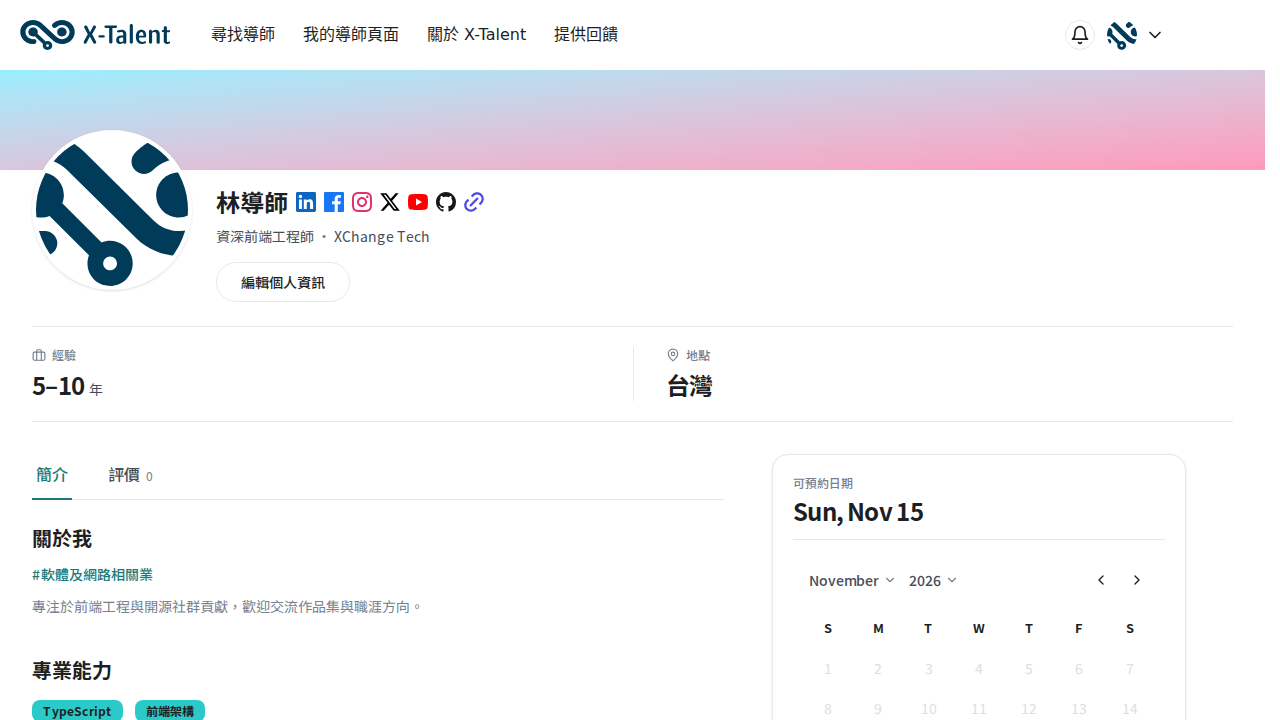 X-Talent
尋找導師
我的導師頁面
關於 X-Talent
提供回饋
林導師
資深前端工程師 • XChange Tech
編輯個人資訊
經驗
5–10 年
地點
台灣
簡介
評價 0
關於我
#軟體及網路相關業
專注於前端工程與開源社群貢獻，歡迎交流作品集與職涯方向。
專業能力
TypeScript
前端架構
可預約日期
Sun, Nov 15
November 2026
S M T W T F S
1 2 3 4 5 6 7
8 9 10 11 12 13 14